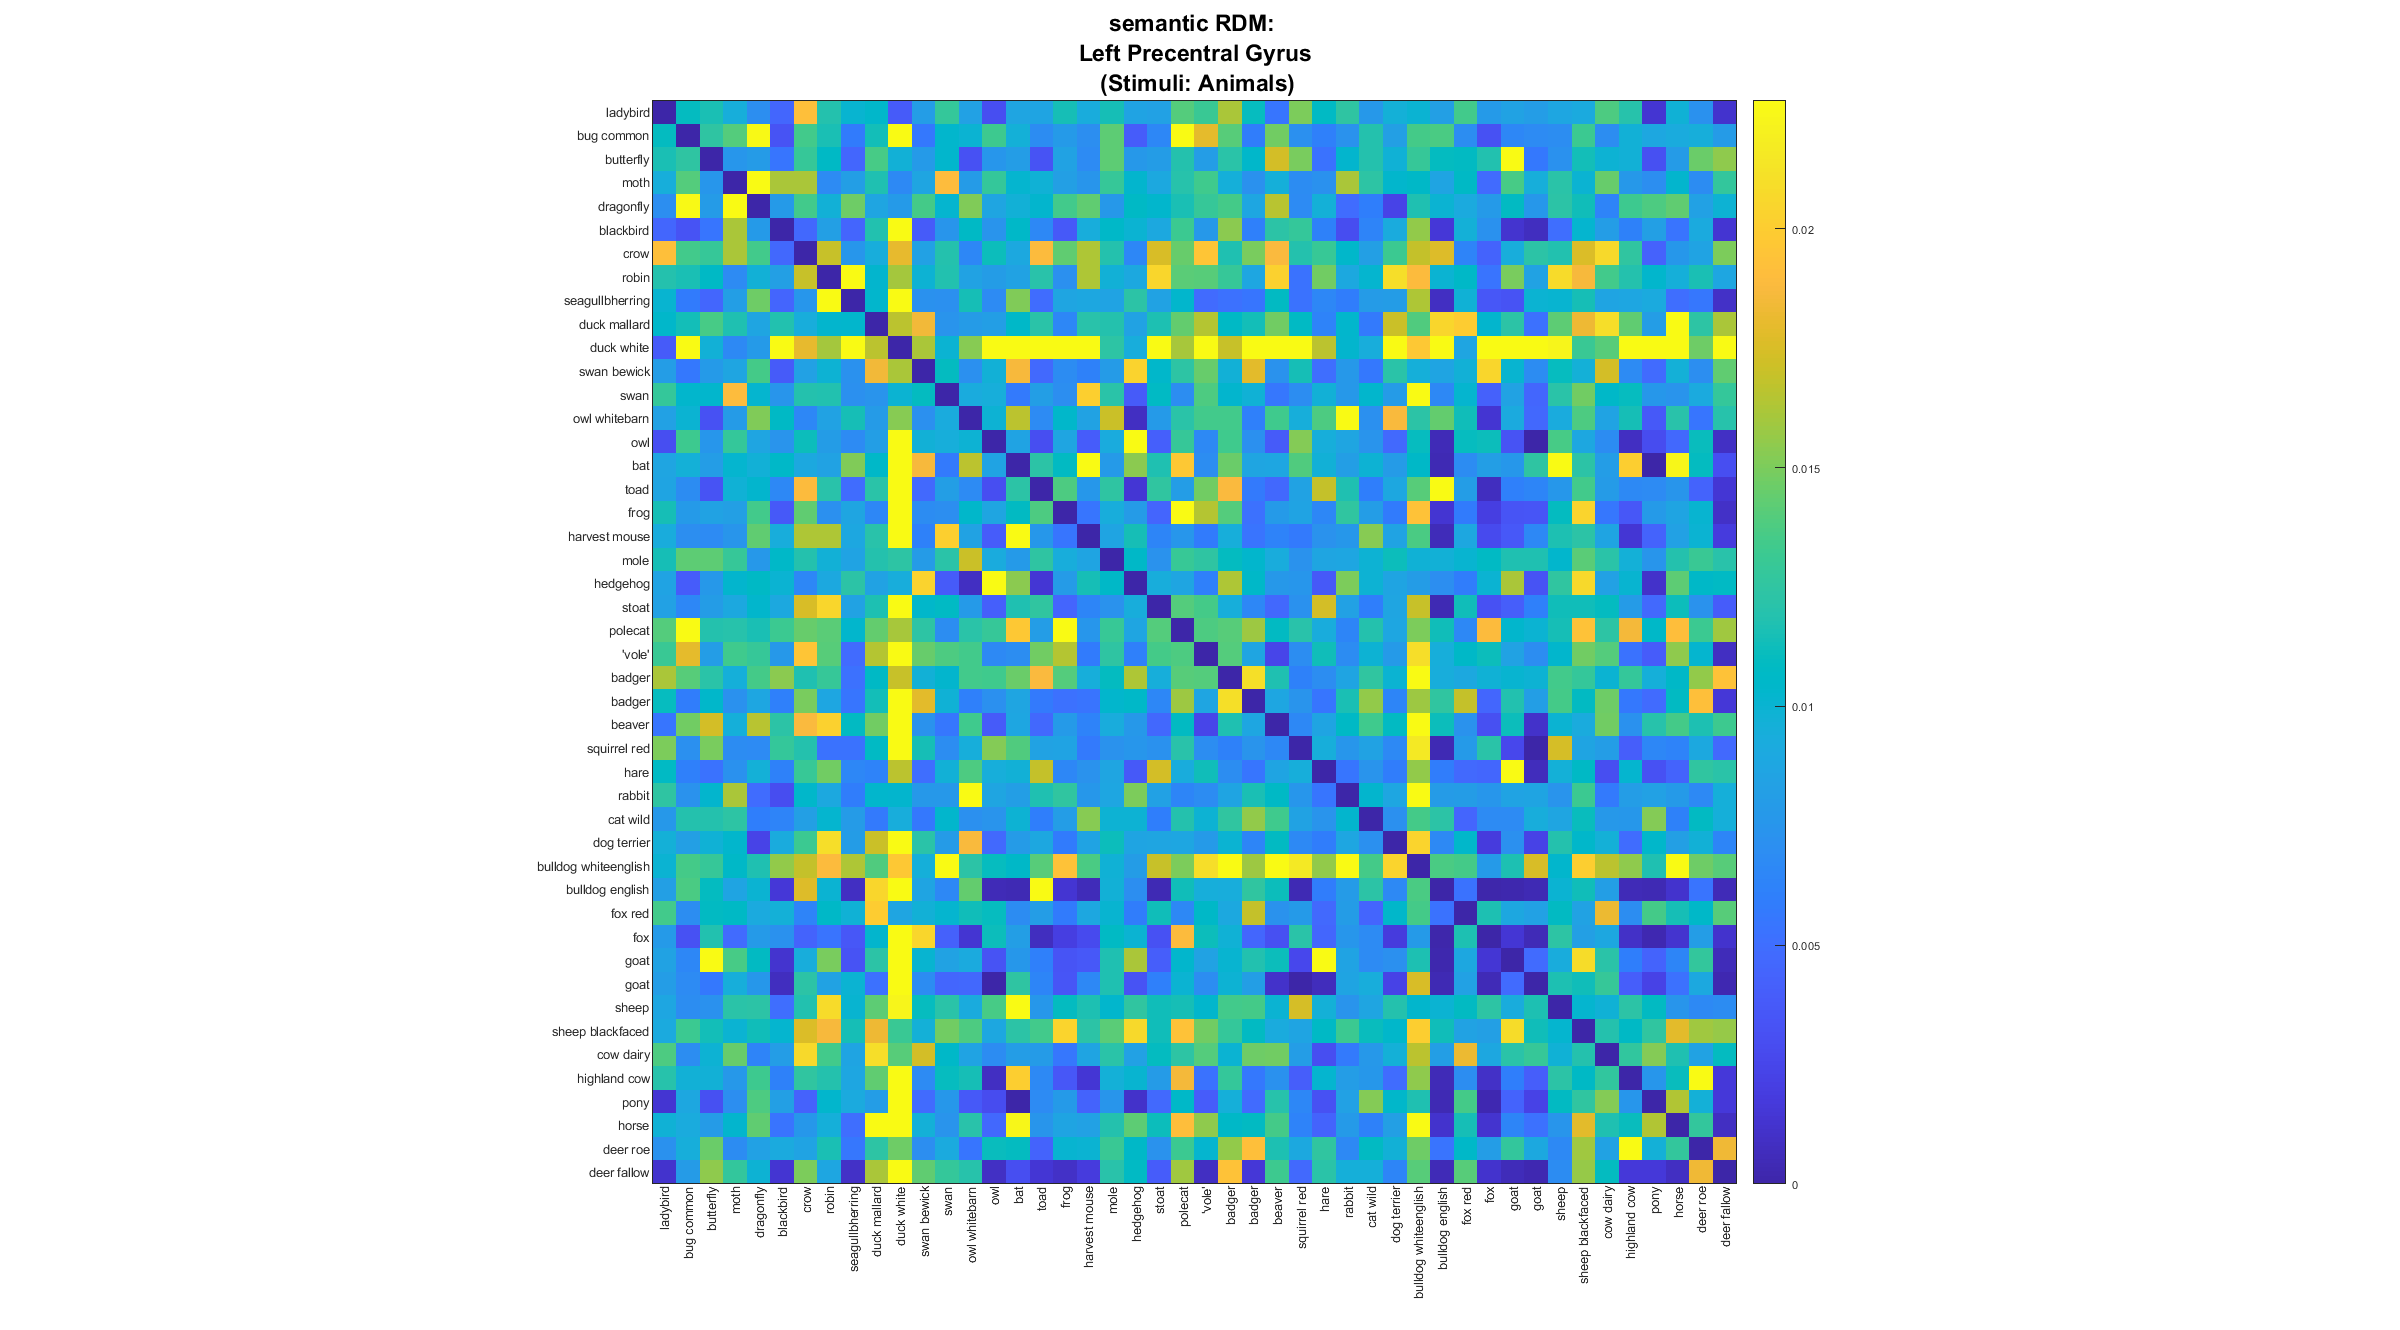 semantic RDM:
Left Precentral Gyrus
(Stimuli: Animals)
ladybird
bug common
butterfly
moth
dragonfly
blackbird
crow
robin
seagullbherring
duck mallard
duck white
swan bewick
swan
owl whitebarn
owl
bat
toad
frog
harvest mouse
mole
hedgehog
stoat
polecat
'vole'
badger
badger
beaver
squirrel red
hare
rabbit
cat wild
dog terrier
bulldog whiteenglish
bulldog english
fox red
fox
goat
goat
sheep
sheep blackfaced
cow dairy
highland cow
pony
horse
deer roe
deer fallow
ladybird
bug common
butterfly
moth
dragonfly
blackbird
crow
robin
seagullbherring
duck mallard
duck white
swan bewick
swan
owl whitebarn
owl
bat
toad
frog
harvest mouse
mole
hedgehog
stoat
polecat
'vole'
badger
badger
beaver
squirrel red
hare
rabbit
cat wild
dog terrier
bulldog whiteenglish
bulldog english
fox red
fox
goat
goat
sheep
sheep blackfaced
cow dairy
highland cow
pony
horse
deer roe
deer fallow
0.02
0.015
0.01
0.005
0